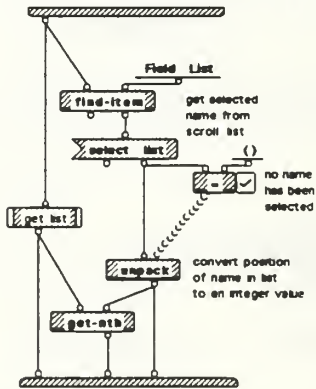 Field List
find-item
get selected
name from
scroll list
select list
()
=
no name
has been
selected
get list
unpack
convert position
of name in list
to an integer value
get-nth